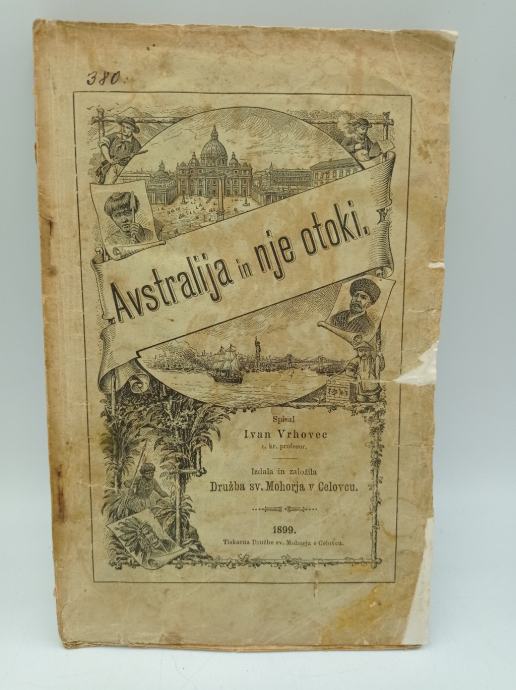 380.
Avstralija in nje otoki.
Spisal
Ivan Vrhovec
c. kr. profesor.
Izdala in založila
Družba sv. Mohorja v Celovcu.
1899.
Tiskarna Družbe sv. Mohorja v Celovcu.